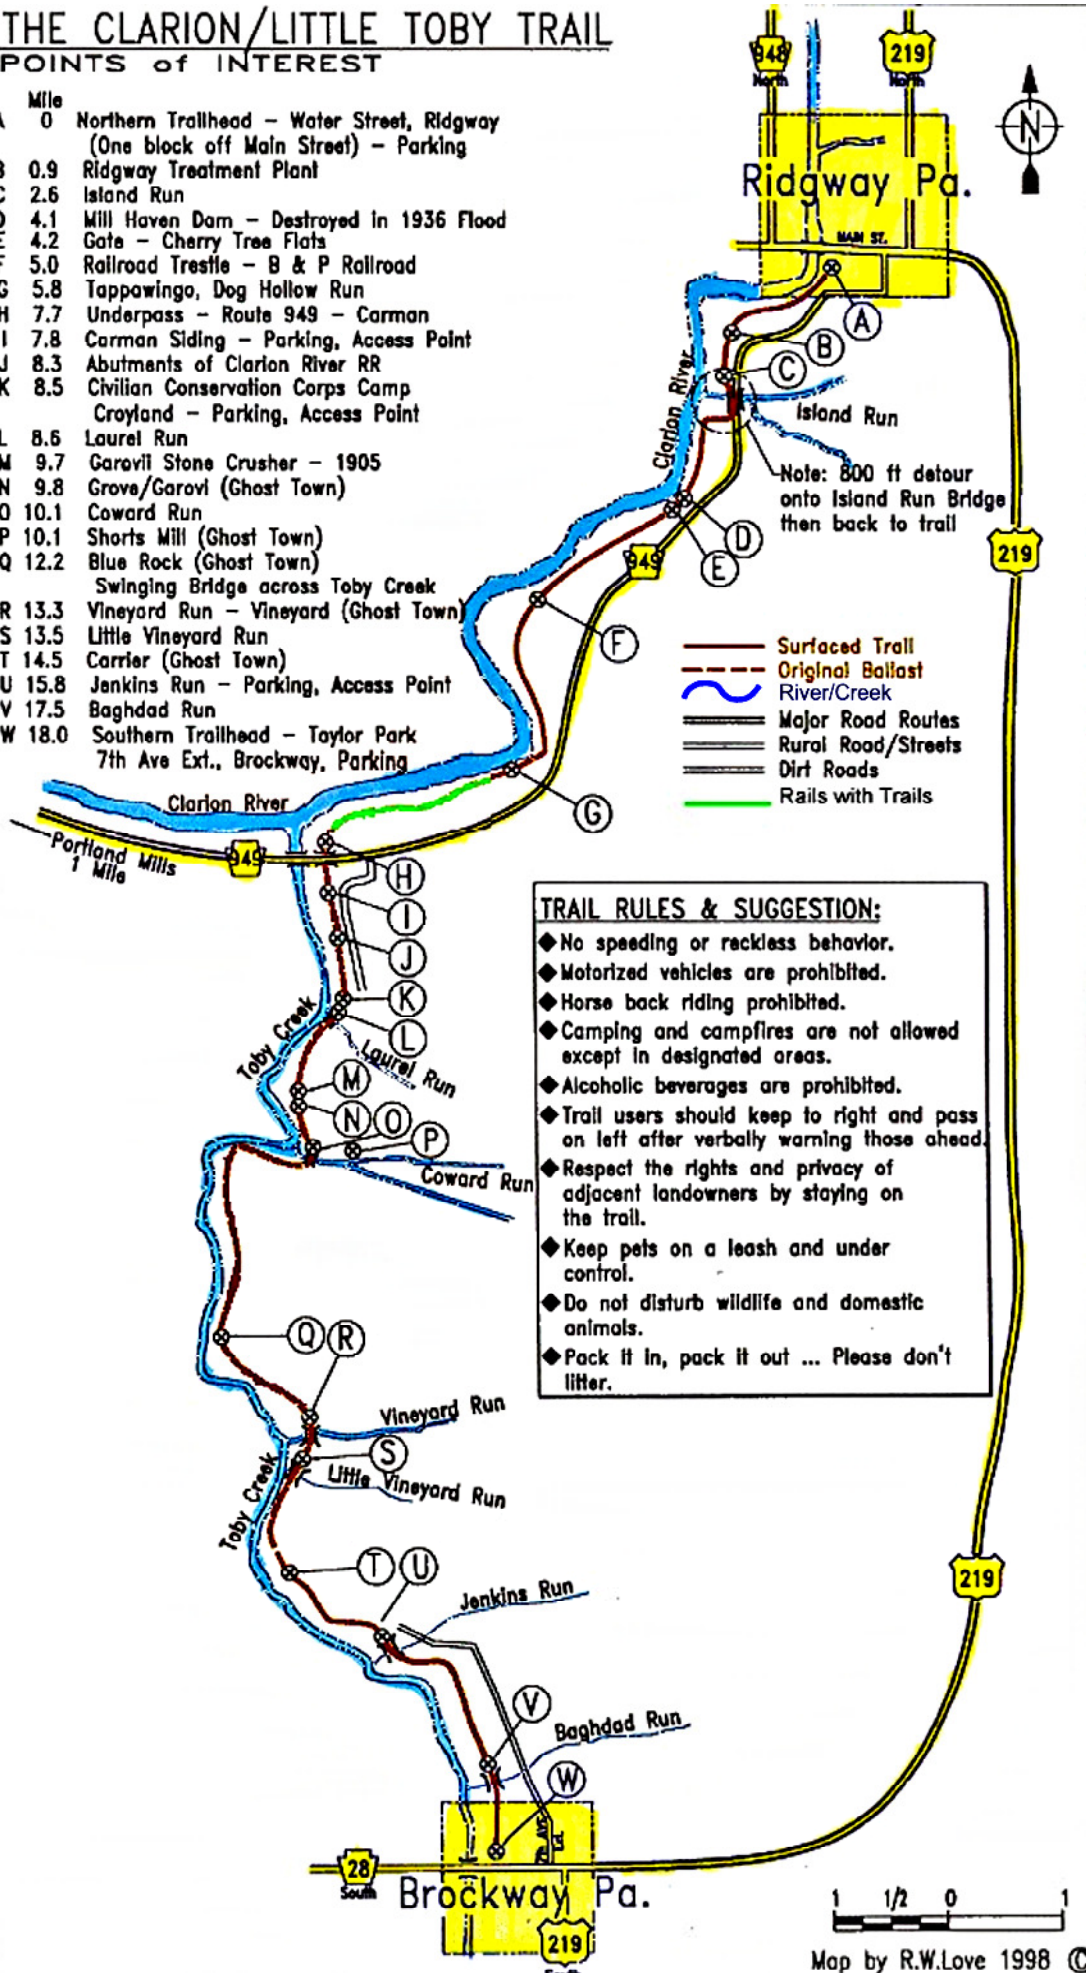 THE CLARION/LITTLE TOBY TRAIL
POINTS of INTEREST
Mile
A 0 Northern Trailhead - Water Street, Ridgway
(One block off Main Street) - Parking
B 0.9 Ridgway Treatment Plant
C 2.6 Island Run
D 4.1 Mill Haven Dam - Destroyed in 1936 Flood
E 4.2 Gate - Cherry Tree Flats
F 5.0 Railroad Trestle - B & P Railroad
G 5.8 Tappawingo, Dog Hollow Run
H 7.7 Underpass - Route 949 - Carman
I 7.8 Carman Siding - Parking, Access Point
J 8.3 Abutments of Clarion River RR
K 8.5 Civilian Conservation Corps Camp
Croyland - Parking, Access Point
L 8.6 Laurel Run
M 9.7 Garovii Stone Crusher - 1905
N 9.8 Grove/Garovi (Ghost Town)
O 10.1 Coward Run
P 10.1 Shorts Mill (Ghost Town)
Q 12.2 Blue Rock (Ghost Town)
Swinging Bridge across Toby Creek
R 13.3 Vineyard Run - Vineyard (Ghost Town)
S 13.5 Little Vineyard Run
T 14.5 Carrier (Ghost Town)
U 15.8 Jenkins Run - Parking, Access Point
V 17.5 Baghdad Run
W 18.0 Southern Trailhead - Taylor Park
7th Ave Ext., Brockway, Parking
948
North
219
North
N
Ridgway Pa.
MAIN ST.
A
B
C
Clarion River
Island Run
Note: 800 ft detour
onto Island Run Bridge
then back to trail
D
E
949
219
F
Surfaced Trail
Original Ballast
River/Creek
Major Road Routes
Rural Road/Streets
Dirt Roads
Rails with Trails
G
Clarion River
949
Portland Mills
1 Mile
H
I
J
K
L
Toby Creek
Laurel Run
M
N
O
P
Coward Run
TRAIL RULES & SUGGESTION:
◆No speeding or reckless behavior.
◆Motorized vehicles are prohibited.
◆Horse back riding prohibited.
◆Camping and campfires are not allowed
except in designated areas.
◆Alcoholic beverages are prohibited.
◆Trail users should keep to right and pass
on left after verbally warning those ahead.
◆Respect the rights and privacy of
adjacent landowners by staying on
the trail.
◆Keep pets on a leash and under
control.
◆Do not disturb wildlife and domestic
animals.
◆Pack it in, pack it out ... Please don't
litter.
Q
R
Vineyard Run
S
Little Vineyard Run
Toby Creek
T
U
Jenkins Run
219
V
Baghdad Run
W
7th AVE
Ext.
28
South
Brockway Pa.
219
1 1/2 0 1
Map by R.W.Love 1998 ©